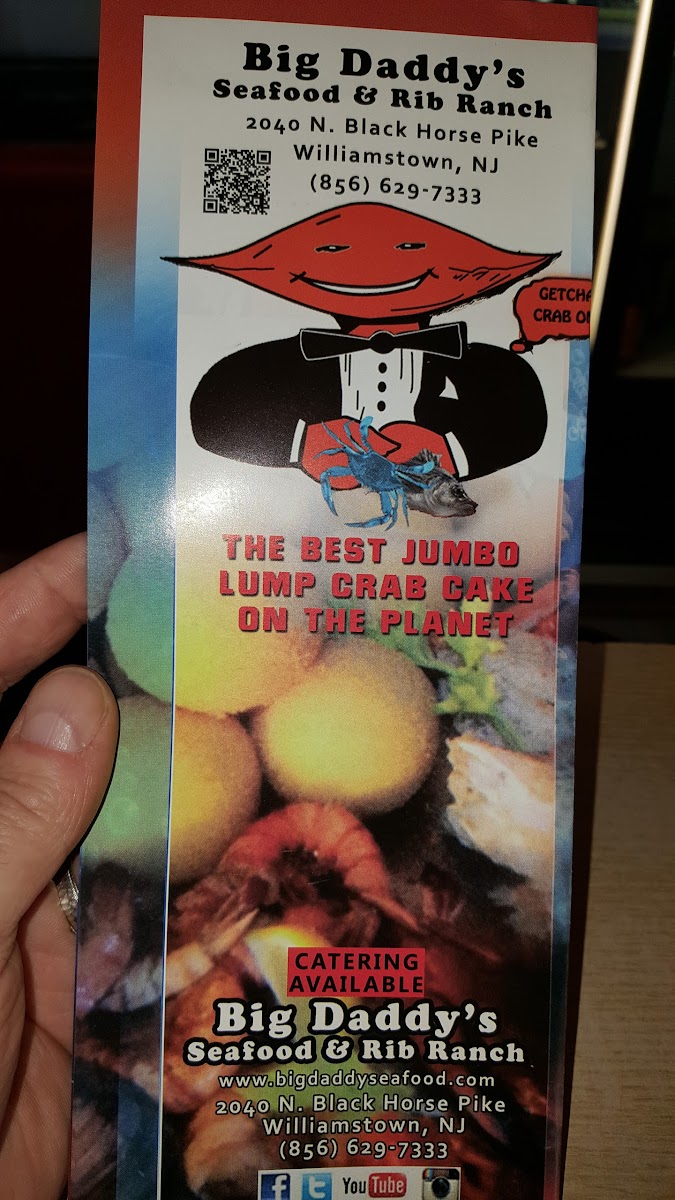 Big Daddy's
Seafood & Rib Ranch
2040 N. Black Horse Pike
Williamstown, NJ
(856) 629-7333
GETCHA
CRAB O
THE BEST JUMBO
LUMP CRAB CAKE
ON THE PLANET
CATERING
AVAILABLE
Big Daddy's
Seafood & Rib Ranch
www.bigdaddyseafood.com
2040 N. Black Horse Pike
Williamstown, NJ
(856) 629-7333
f
You Tube